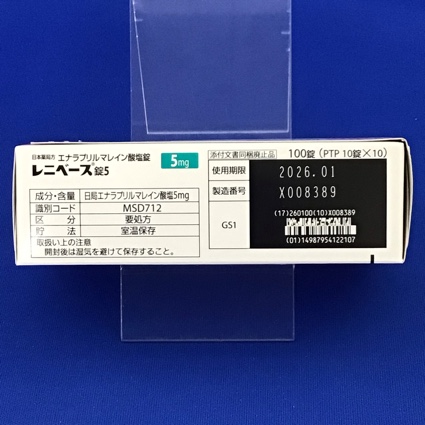 日本薬局方 エナラプリルマレイン酸塩錠
レニベース®錠5
5mg
添付文書同梱廃止品
100錠 (PTP 10錠×10)
成分・含量 日局エナラプリルマレイン酸塩5mg
識別コード MSD712
区分 要処方
貯法 室温保存
取扱い上の注意
開封後は湿気を避けて保存すること。
使用期限 2026.01
製造番号 X008389
GS1
(17)260100(10)X008389
(01)14987954122107